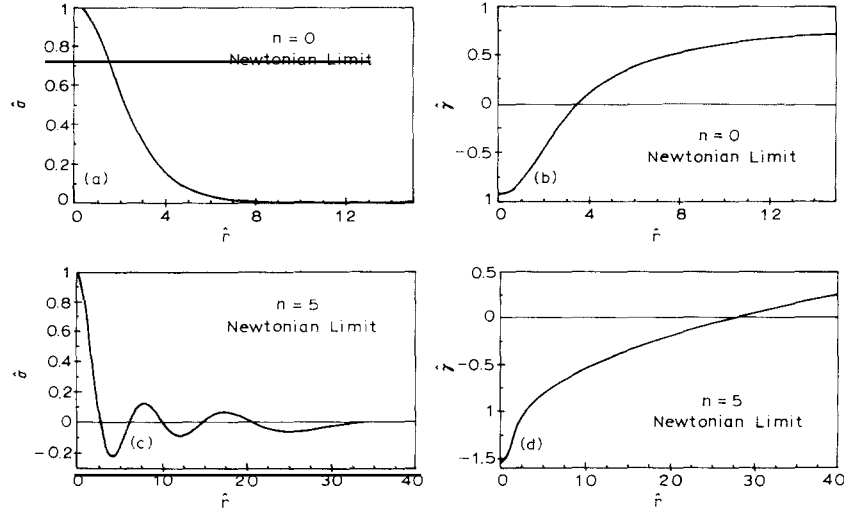 1
0.8
0.6
0.4
0.2
0
σ̂
n = 0
Newtonian Limit
(a)
0 4 8 12
r̂
1.0
0.5
0
−0.5
1
γ̂
n = 0
Newtonian Limit
(b)
0 4 8 12
r̂
1
0.8
0.6
0.4
0.2
0
−0.2
σ̂
n = 5
Newtonian Limit
(c)
0 10 20 30 40
r̂
0.5
0
−0.5
1
−1.5
γ̂
n = 5
Newtonian Limit
(d)
0 10 20 30 40
r̂